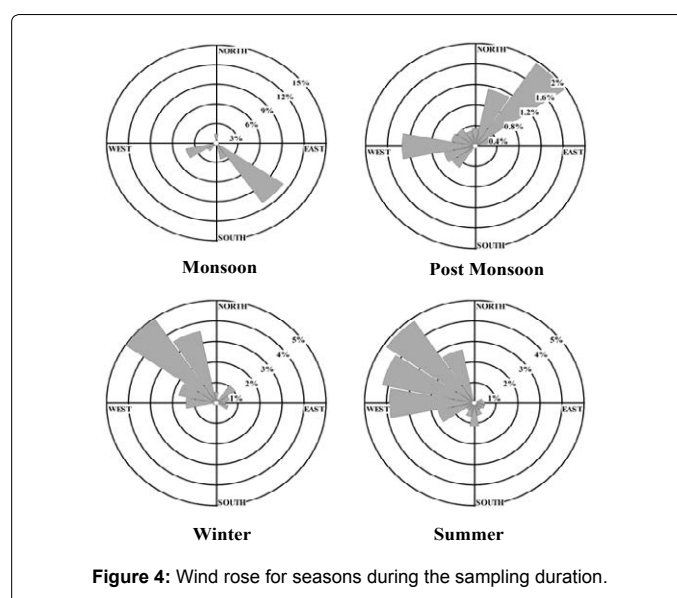 NORTH
15%
12%
9%
6%
3%
WEST
EAST
SOUTH
Monsoon
NORTH
2%
1.6%
1.2%
0.8%
0.4%
WEST
EAST
SOUTH
Post Monsoon
NORTH
5%
4%
3%
2%
1%
WEST
EAST
SOUTH
Winter
NORTH
5%
4%
3%
2%
1%
WEST
EAST
SOUTH
Summer
Figure 4: Wind rose for seasons during the sampling duration.